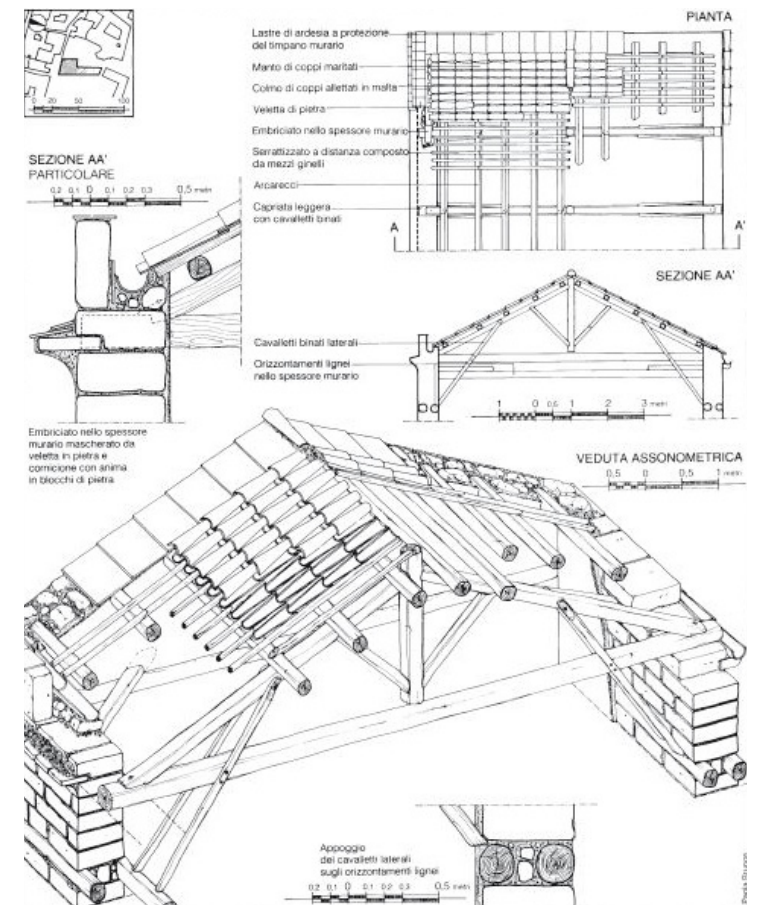 PIANTA
Lastre di ardesia a protezione
del timpano murario
Manto di coppi maritati
Colmo di coppi allettati in malta
Veletta di pietra
Embriciato nello spessore murario
Serrattizzato a distanza composto
da mezzi ginelli
Arcarecci
Capriata leggera
con cavalletti binati
A
A'
0 20 50 100
SEZIONE AA'
PARTICOLARE
0,2 0,1 0 0,1 0,2 0,3 0,5 metri
SEZIONE AA'
Cavalletti binati laterali
Orizzontamenti lignei
nello spessore murario
1 0 0,5 1 2 3 metri
Embriciato nello spessore
murario mascherato da
veletta in pietra e
cornicione con anima
in blocchi di pietra
VEDUTA ASSONOMETRICA
0,5 0 0,5 1 metri
Appoggio
dei cavalletti laterali
sugli orizzontamenti lignei
0,2 0,1 0 0,1 0,2 0,3 0,5 metri